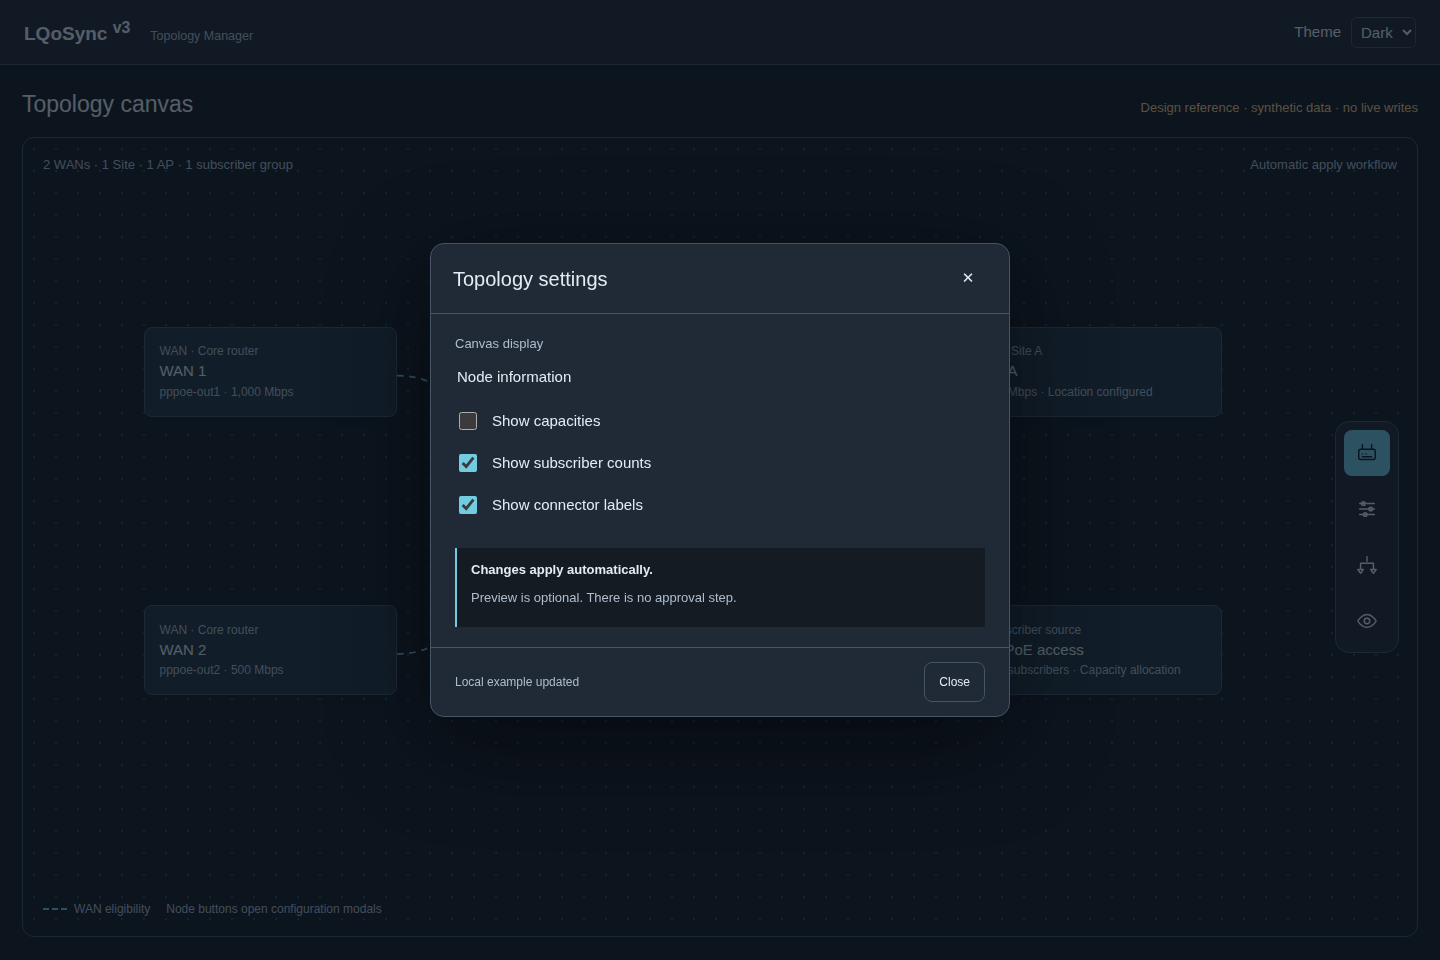 LQoSync v3
Topology Manager
Theme
Dark
Topology canvas
Design reference · synthetic data · no live writes
2 WANs · 1 Site · 1 AP · 1 subscriber group
Automatic apply workflow
Topology settings
×
Canvas display
Node information
Show capacities
Show subscriber counts
Show connector labels
Changes apply automatically.
Preview is optional. There is no approval step.
Local example updated
Close
WAN · Core router
WAN 1
pppoe-out1 · 1,000 Mbps
Site A
A
Mbps · Location configured
WAN · Core router
WAN 2
pppoe-out2 · 500 Mbps
scriber source
PoE access
subscribers · Capacity allocation
WAN eligibility
Node buttons open configuration modals